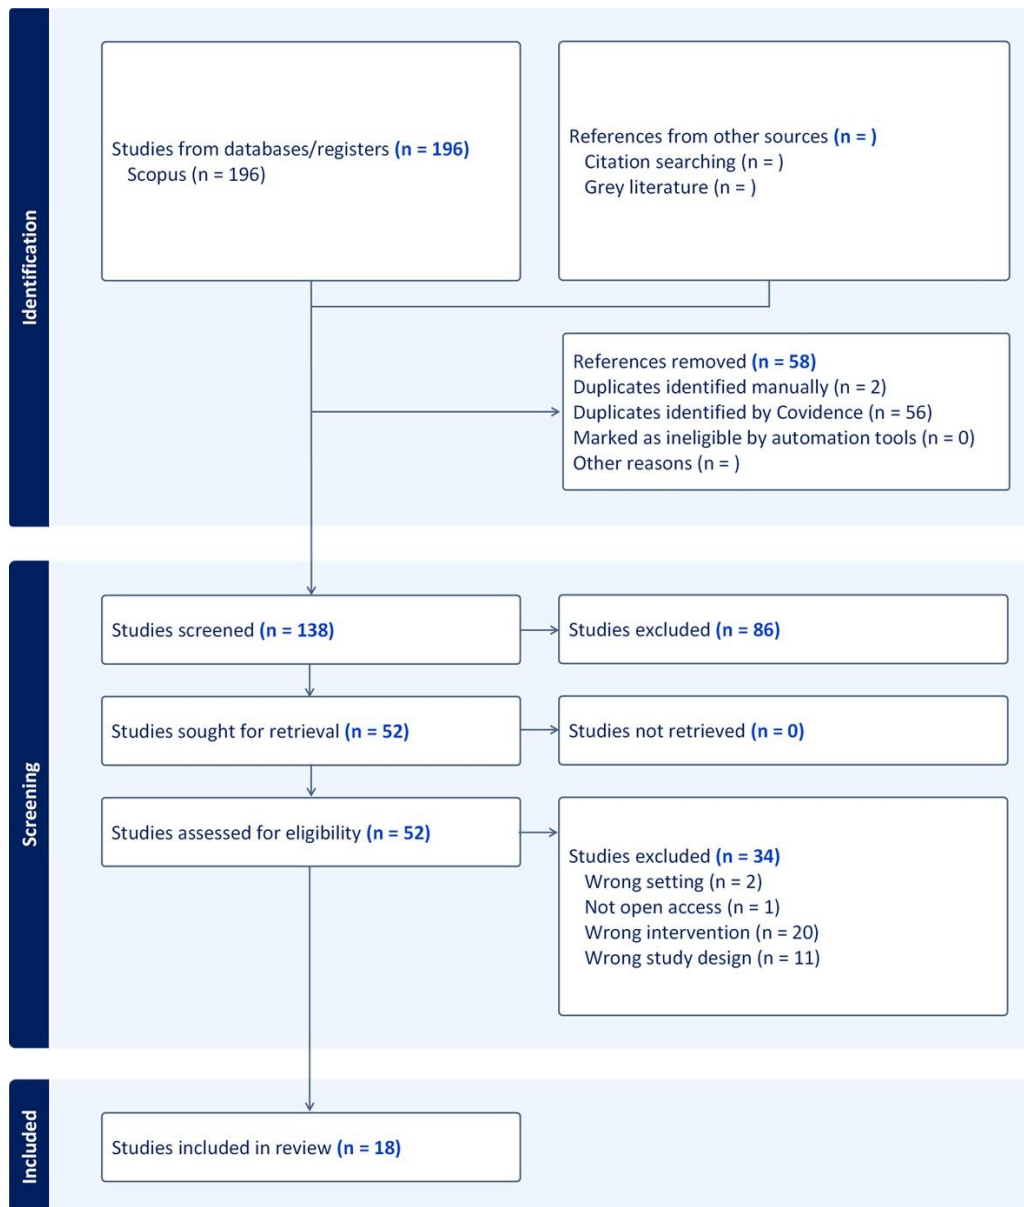 Identification
Studies from databases/registers (n = 196)
Scopus (n = 196)
References from other sources (n = )
Citation searching (n = )
Grey literature (n = )
References removed (n = 58)
Duplicates identified manually (n = 2)
Duplicates identified by Covidence (n = 56)
Marked as ineligible by automation tools (n = 0)
Other reasons (n = )
Screening
Studies screened (n = 138)
Studies excluded (n = 86)
Studies sought for retrieval (n = 52)
Studies not retrieved (n = 0)
Studies assessed for eligibility (n = 52)
Studies excluded (n = 34)
Wrong setting (n = 2)
Not open access (n = 1)
Wrong intervention (n = 20)
Wrong study design (n = 11)
Included
Studies included in review (n = 18)